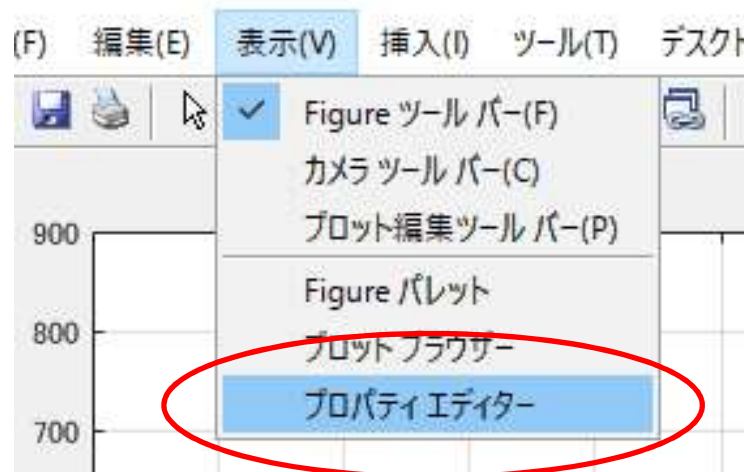 (F) 編集(E) 表示(V) 挿入(I) ツール(T) デスクト
Figure ツール バー(F)
カメラ ツール バー(C)
プロット編集ツール バー(P)
Figure パレット
プロット ブラウザー
プロパティ エディター
900
800
700